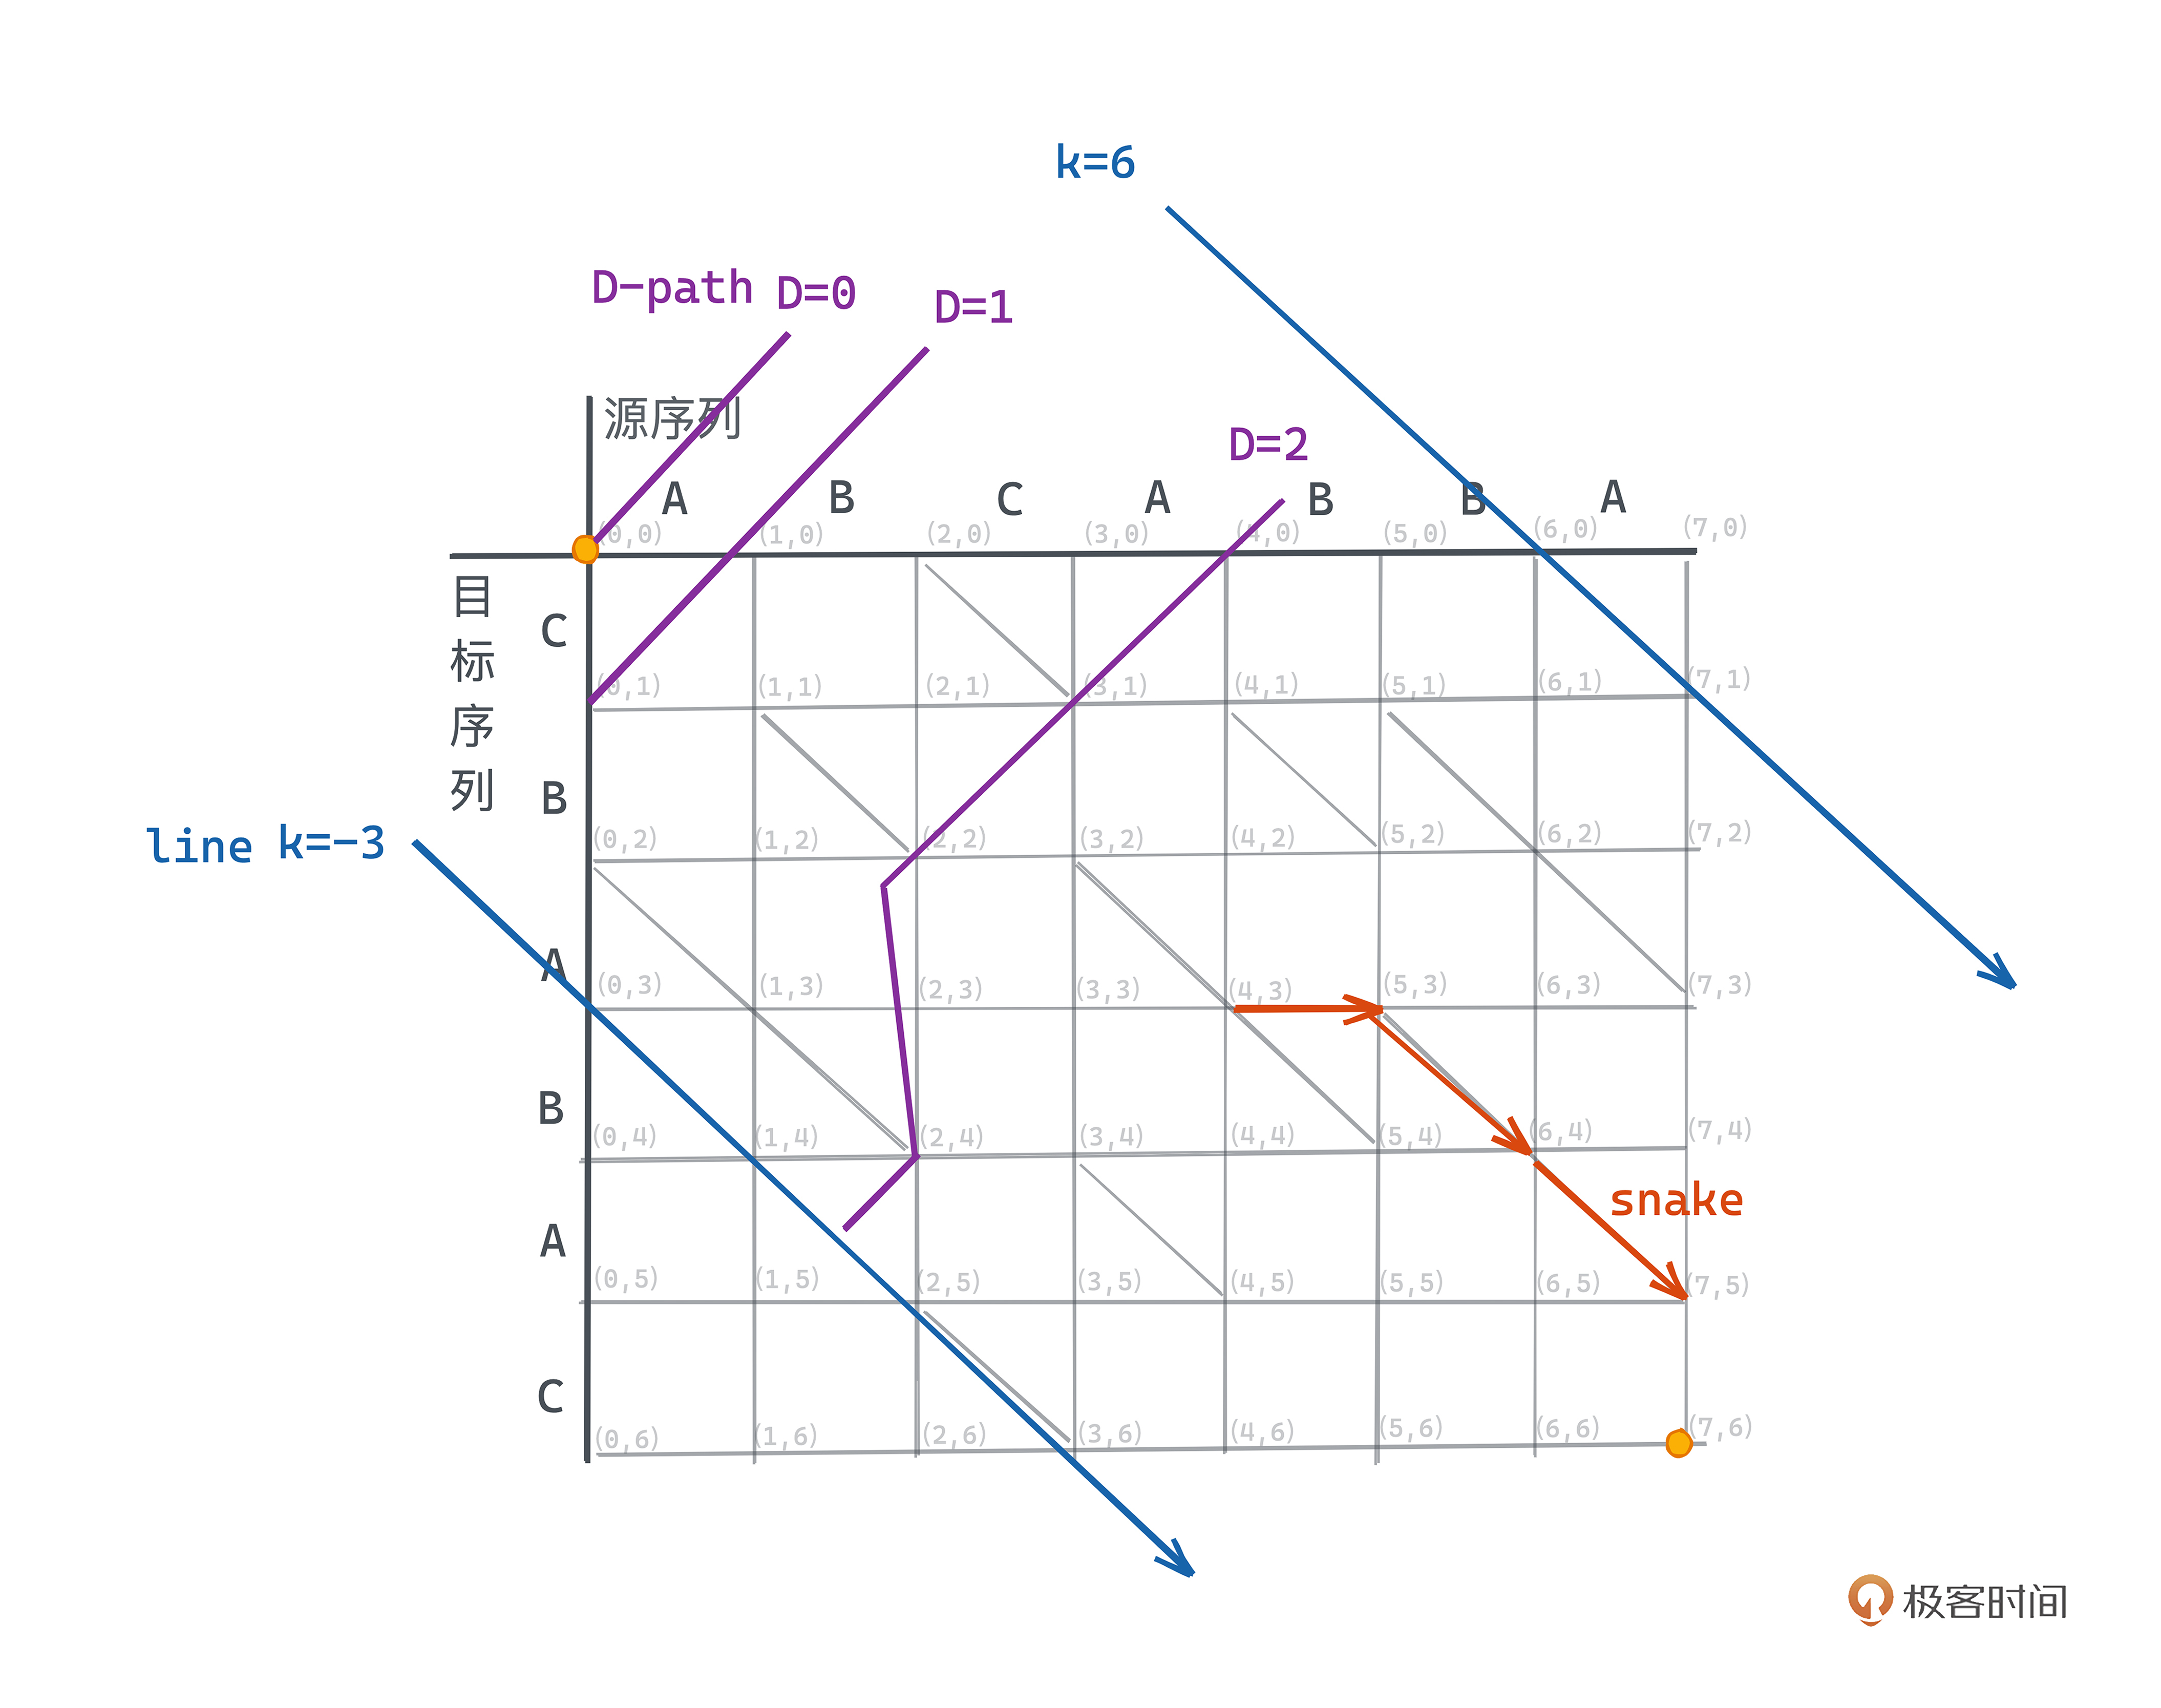 k=6
D-path D=0 D=1
源序列
D=2
A B C A B B A
(0,0) (1,0) (2,0) (3,0) (4,0) (5,0) (6,0) (7,0)
目标序列
C
(0,1) (1,1) (2,1) (3,1) (4,1) (5,1) (6,1) (7,1)
B
(0,2) (1,2) (2,2) (3,2) (4,2) (5,2) (6,2) (7,2)
line k=-3
A
(0,3) (1,3) (2,3) (3,3) (4,3) (5,3) (6,3) (7,3)
B
(0,4) (1,4) (2,4) (3,4) (4,4) (5,4) (6,4) (7,4)
snake
A
(0,5) (1,5) (2,5) (3,5) (4,5) (5,5) (6,5) (7,5)
C
(0,6) (1,6) (2,6) (3,6) (4,6) (5,6) (6,6) (7,6)
极客时间